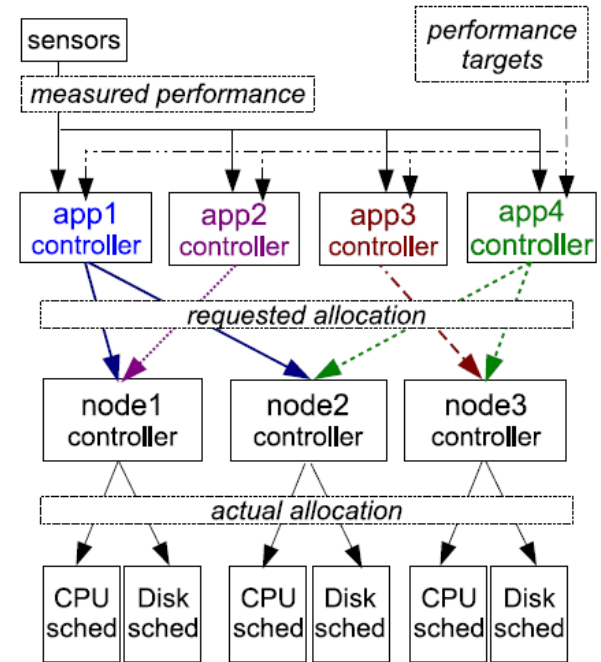 sensors
performance
targets
measured performance
app1
controller
app2
controller
app3
controller
app4
controller
requested allocation
node1
controller
node2
controller
node3
controller
actual allocation
CPU
sched
Disk
sched
CPU
sched
Disk
sched
CPU
sched
Disk
sched